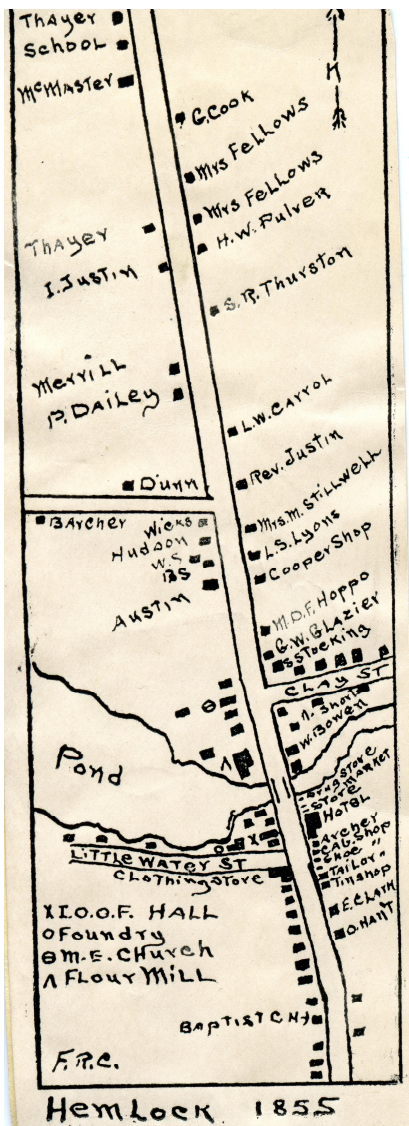 Thayer
School
McMaster
N
G. Cook
Mrs Fellows
Mrs Fellows
H. W. Pulver
Thayer
I. Justin
S. R. Thurston
Merrill
P. Dailey
L. W. Carrol
Rev. Justin
Dunn
Barcher
Wicks
Hudson
W. S
BS
Austin
Mrs. M. Stillwell
L. S. Lyons
Cooper Shop
M. D. F. Hoppo
G. W. Glazier
S Stocking
Clay St
Short
W. Bowen
Pond
Θ
Λ
Drug Store
Store
Market
Hotel
Archer
Cab. Shop
Shoe "
Tailor "
Tin shop
E. Clark
O. Hant
O
X
Little Water St
Clothing store
X I.O.O.F. Hall
O Foundry
Θ M. E. Church
Λ Flour Mill
Baptist CH
F. R. C.
Hemlock 1855